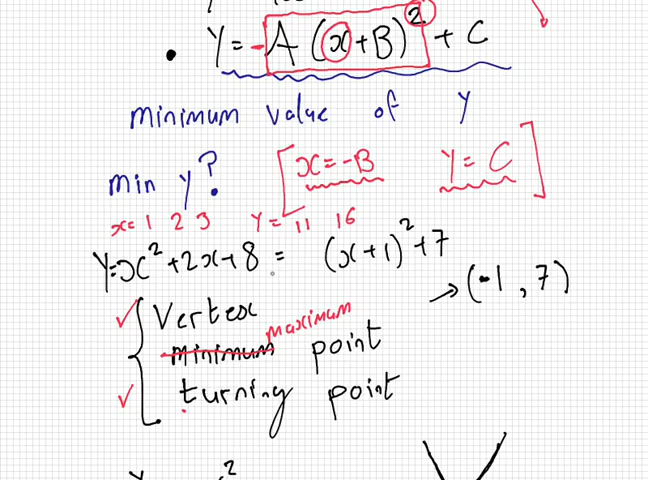 • Y = -A(x+B)² + C
minimum value of y
min y? [x = -B y = C]
x = 1 2 3 y = 11 16
y = x² + 2x + 8 = (x+1)² + 7
→ (-1, 7)
✓ Vertex
maximum
minimum point
✓ turning point